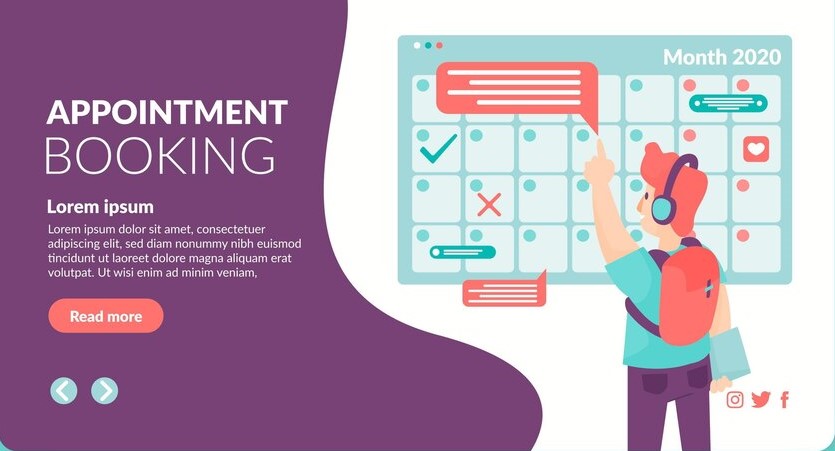 APPOINTMENT
BOOKING
Lorem ipsum
Lorem ipsum dolor sit amet, consectetuer
adipiscing elit, sed diam nonummy nibh euismod
tincidunt ut laoreet dolore magna aliquam erat
volutpat. Ut wisi enim ad minim veniam,
Read more
Month 2020